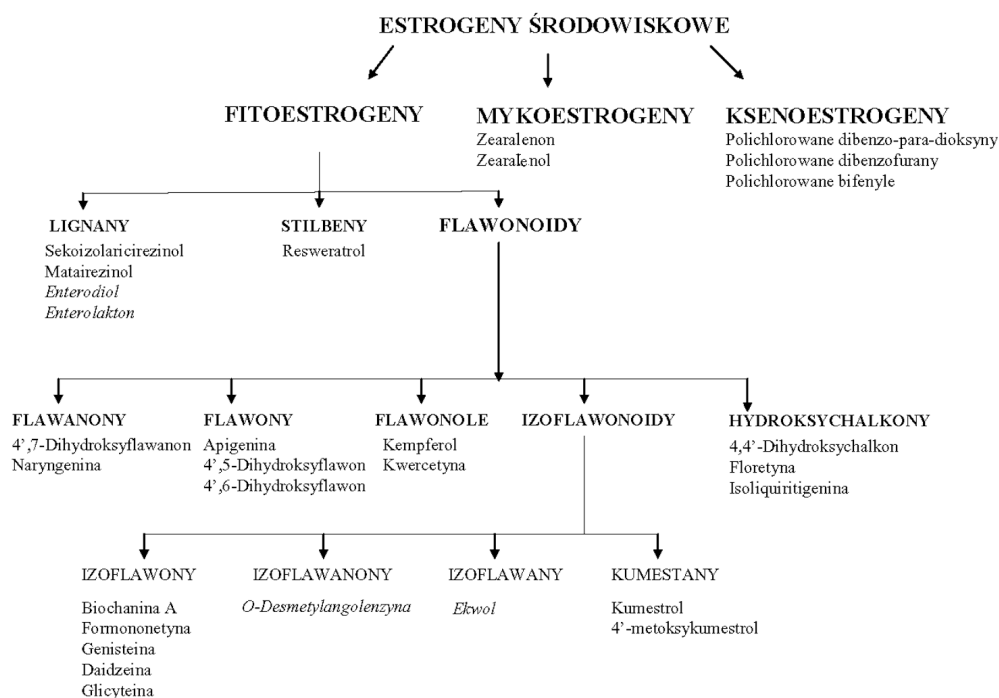 ESTROGENY ŚRODOWISKOWE
FITOESTROGENY
MYKOESTROGENY
Zearalenon
Zearalenol
KSENOESTROGENY
Polichlorowane dibenzo-para-dioksyny
Polichlorowane dibenzofurany
Polichlorowane bifenyle
LIGNANY
Sekoizolaricirezinol
Matairezinol
Enterodiol
Enterolakton
STILBENY
Resweratrol
FLAWONOIDY
FLAWANONY
4’,7-Dihydroksyflawanon
Naryngenina
FLAWONY
Apigenina
4’,5-Dihydroksyflawon
4’,6-Dihydroksyflawon
FLAWONOLE
Kempferol
Kwercetyna
IZOFLAWONOIDY
HYDROKSYCHALKONY
4,4’-Dihydroksychalkon
Floretyna
Isoliquiritigenina
IZOFLAWONY
Biochanina A
Formononetyna
Genisteina
Daidzeina
Glicyteina
IZOFLAWANONY
O-Desmetylangolenzyna
IZOFLAWANY
Ekwol
KUMESTANY
Kumestrol
4’-metoksykumestrol